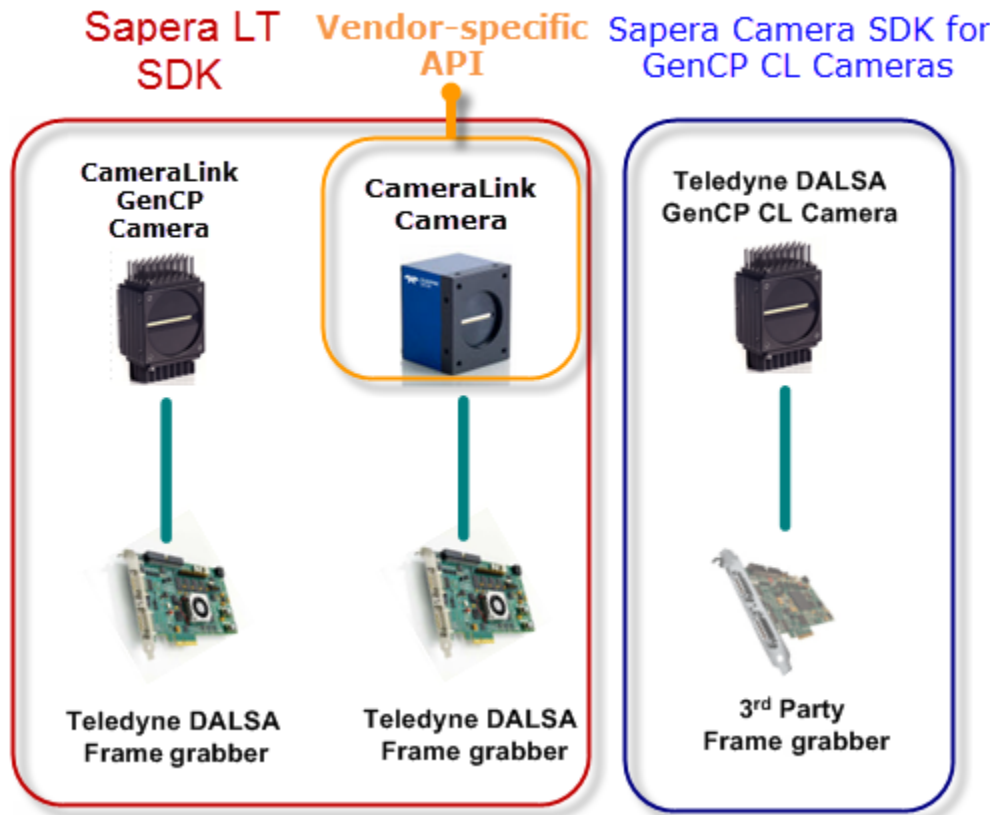 Sapera LT
SDK
Vendor-specific
API
Sapera Camera SDK for
GenCP CL Cameras
CameraLink
GenCP
Camera
CameraLink
Camera
Teledyne DALSA
GenCP CL Camera
Teledyne DALSA
Frame grabber
Teledyne DALSA
Frame grabber
3rd Party
Frame grabber